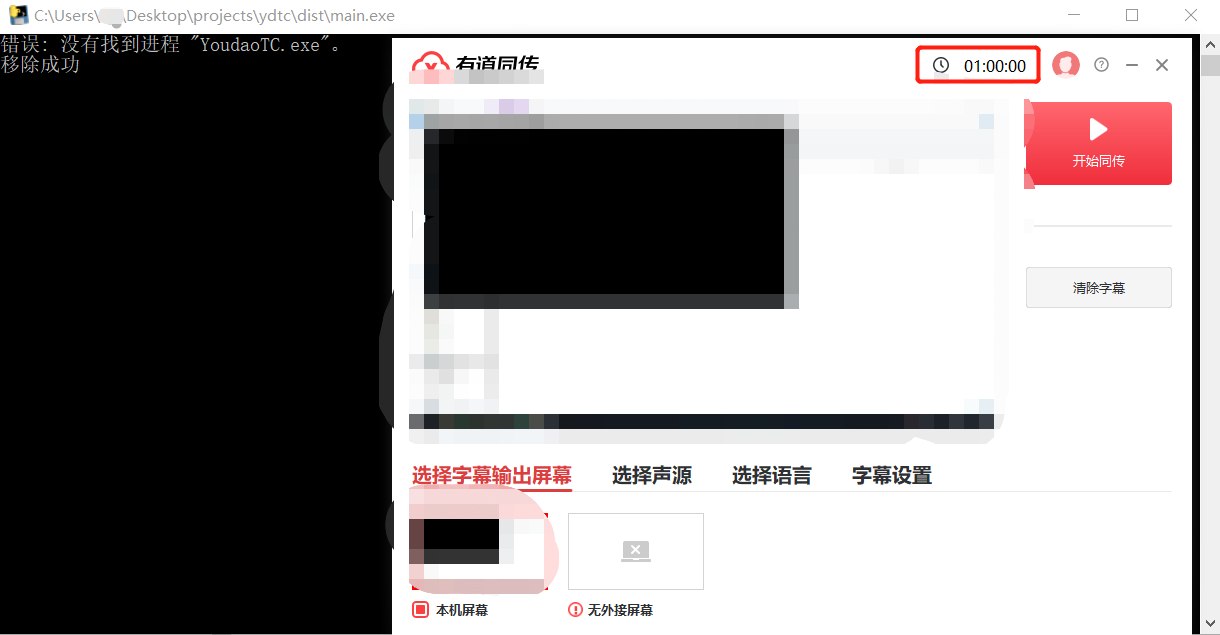 C:\Users\
\Desktop\projects\ydtc\dist\main.exe
错误: 没有找到进程 "YoudaoTC.exe"。
移除成功
有道同传
01:00:00
开始同传
清除字幕
选择字幕输出屏幕
选择声源
选择语言
字幕设置
本机屏幕
无外接屏幕